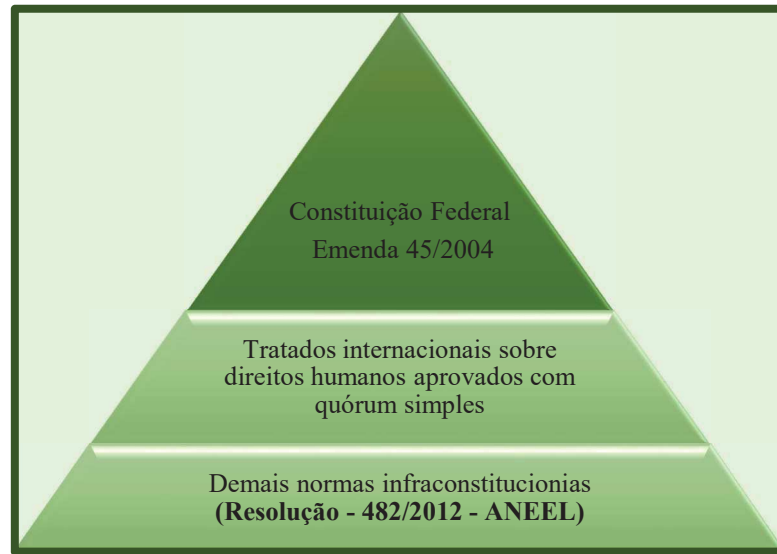 Constituição Federal
Emenda 45/2004
Tratados internacionais sobre
direitos humanos aprovados com
quórum simples
Demais normas infraconstitucionias
(Resolução - 482/2012 - ANEEL)